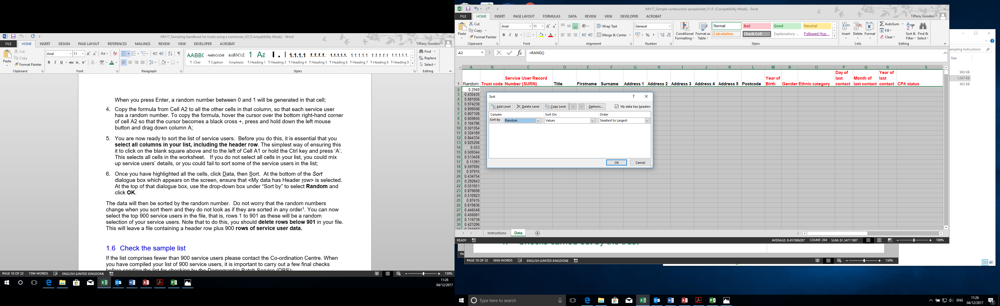 MH17_Sampling handbook for trusts using a contractor_V2 [Compatibility Mode] - Word
FILE HOME INSERT DESIGN PAGE LAYOUT REFERENCES MAILINGS REVIEW VIEW DEVELOPER ACROBAT Tiffany Gooden
Paste Cut Copy Format Painter
Arial 11
AABBC AaBbCcDdE AaBbCcL 1 Aa 1. 1.1.1.1 1.1.1.1. 1.1.1.1.1. 1.1.1.1.1 1.1.1.1.1 1.1.1.1.1.
Char Caption Emphasis Heading 1 Heading 3 Heading 4 Heading 5 Heading 6 Heading 7 Heading 8 Heading 9
Find Replace Select
Clipboard Font Paragraph Styles Editing
When you press Enter, a random number between 0 and 1 will be generated in that cell;
4. Copy the formula from Cell A2 to all the other cells in that column, so that each service user
has a random number. To copy the formula, hover the cursor over the bottom right-hand corner
of cell A2 so that the cursor becomes a black cross +, press and hold down the left mouse
button and drag down column A;
5. You are now ready to sort the list of service users. Before you do this, it is essential that you
select all columns in your list, including the header row. The simplest way of ensuring this
it to click on the blank square above and to the left of Cell A1 or hold the Ctrl key and press ‘A’.
This selects all cells in the worksheet. If you do not select all cells in your list, you could mix
up service users’ details, or you could fail to sort some of the service users in the list;
6. Once you have highlighted all the cells, click Data, then Sort. At the bottom of the Sort
dialogue box which appears on the screen, ensure that <My data has Header row> is selected.
At the top of that dialogue box, use the drop-down box under “Sort by” to select Random and
click OK.
The data will then be sorted by the random number. Do not worry that the random numbers
change when you sort them and they do not look as if they are sorted in any order1. You can now
select the top 900 service users in the file, that is, rows 1 to 901 as these will be a random
selection of your service users. Note that to do this, you should delete rows below 901 in your file.
This will leave a file containing a header row plus 900 rows of service user data.
1.6 Check the sample list
If the list comprises fewer than 900 service users please contact the Co-ordination Centre. When
you have compiled your list of 900 service users, it is important to carry out a few final checks
before sending the list for checking by the Demographic Batch Service (DBS):
PAGE 10 OF 22 7394 WORDS ENGLISH (UNITED KINGDOM) 130%
11:26
04/12/2017
MH17_Sample construction spreadsheet_V1.0 [Compatibility Mode] - Excel
FILE HOME INSERT PAGE LAYOUT FORMULAS DATA REVIEW VIEW DEVELOPER ACROBAT Tiffany Gooden
Paste Cut Copy Format Painter
Arial 11
Wrap Text Merge & Center
General
Conditional Formatting Format as Table
Normal Bad Good Neutral
Calculation Check Cell Explanatory ... Followed Hyp...
Insert Delete Format
AutoSum Fill Clear Sort & Filter Find & Select
Clipboard Font Alignment Number Styles Cells Editing
A2 fx =RAND()
A B C D E F G H I J K L M N O P Q R S
1 Random Trust code Service User Record Number (SURN) Title Firstname Surname Address 1 Address 2 Address 3 Address 4 Address 5 Postcode Year of Birth Gender Ethnic category Day of last contact Month of last contact Year of last contact CPA status
2 0.2948
3 0.435435
4 0.681056
5 0.974238
6 0.899508
7 0.807108
8 0.609656
9 0.104786
10 0.501354
11 0.324189
12 0.844334
13 0.025206
14 0.553
15 0.509344
16 0.513458
17 0.11391
18 0.597695
19 0.97915
20 0.434754
21 0.292643
22 0.551051
23 0.876698
24 0.510923
25 0.87415
26 0.619836
27 0.446548
28 0.456081
29 0.119739
30 0.421206
Sort ?
Add Level Delete Level Copy Level Options... My data has headers
Column Sort On Order
Sort by Random Values Smallest to Largest
OK Cancel
Instructions Data
READY AVERAGE: 0.457006287 COUNT: 204 SUM: 81.34711907 100%
PAGE 10 OF 22 5856 WORDS ENGLISH (UNITED KINGDOM) 130%
ampling Instructions
Size
900 KB
1,047 KB
463 KB
Type here to search
ENG
11:26
04/12/2017